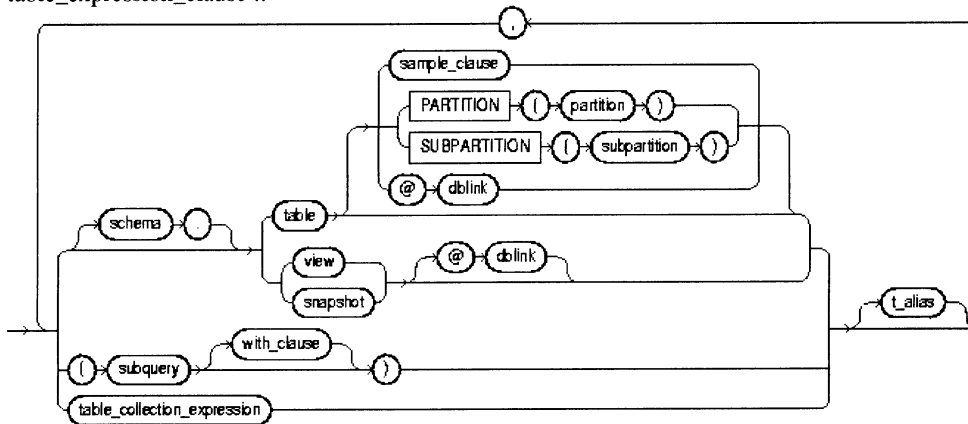 table_expression_clause ::=
,
sample_clause
PARTITION ( partition )
SUBPARTITION ( subpartition )
@ dblink
schema .
table
view
@ dblink
snapshot
t_alias
with_clause
( subquery )
table_collection_expression